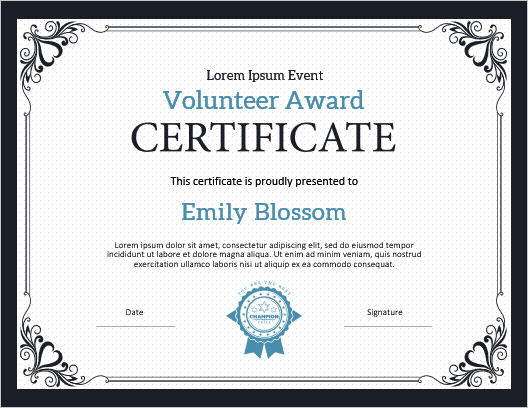 Lorem Ipsum Event
Volunteer Award
CERTIFICATE
This certificate is proudly presented to
Emily Blossom
Lorem ipsum dolor sit amet, consectetur adipiscing elit, sed do eiusmod tempor
incididunt ut labore et dolore magna aliqua. Ut enim ad minim veniam, quis nostrud
exercitation ullamco laboris nisi ut aliquip ex ea commodo consequat.
YOU ARE THE BEST
CHAMPION
Date
Signature